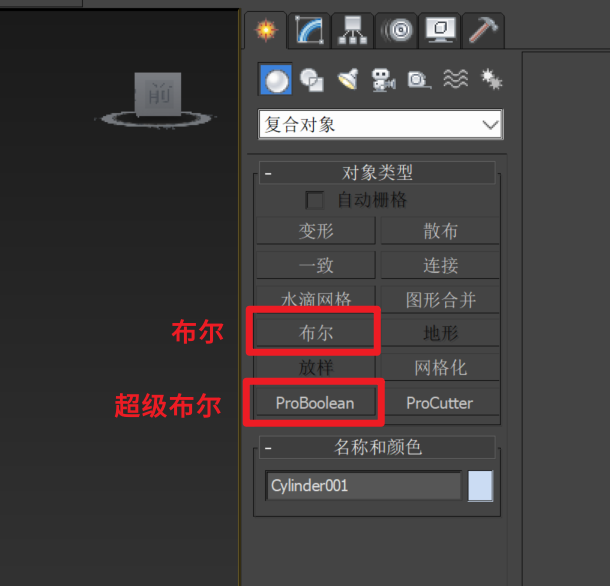 前
复合对象
- 对象类型
自动栅格
变形 散布
一致 连接
水滴网格 图形合并
布尔 布尔 地形
放样 网格化
超级布尔 ProBoolean ProCutter
- 名称和颜色
Cylinder001